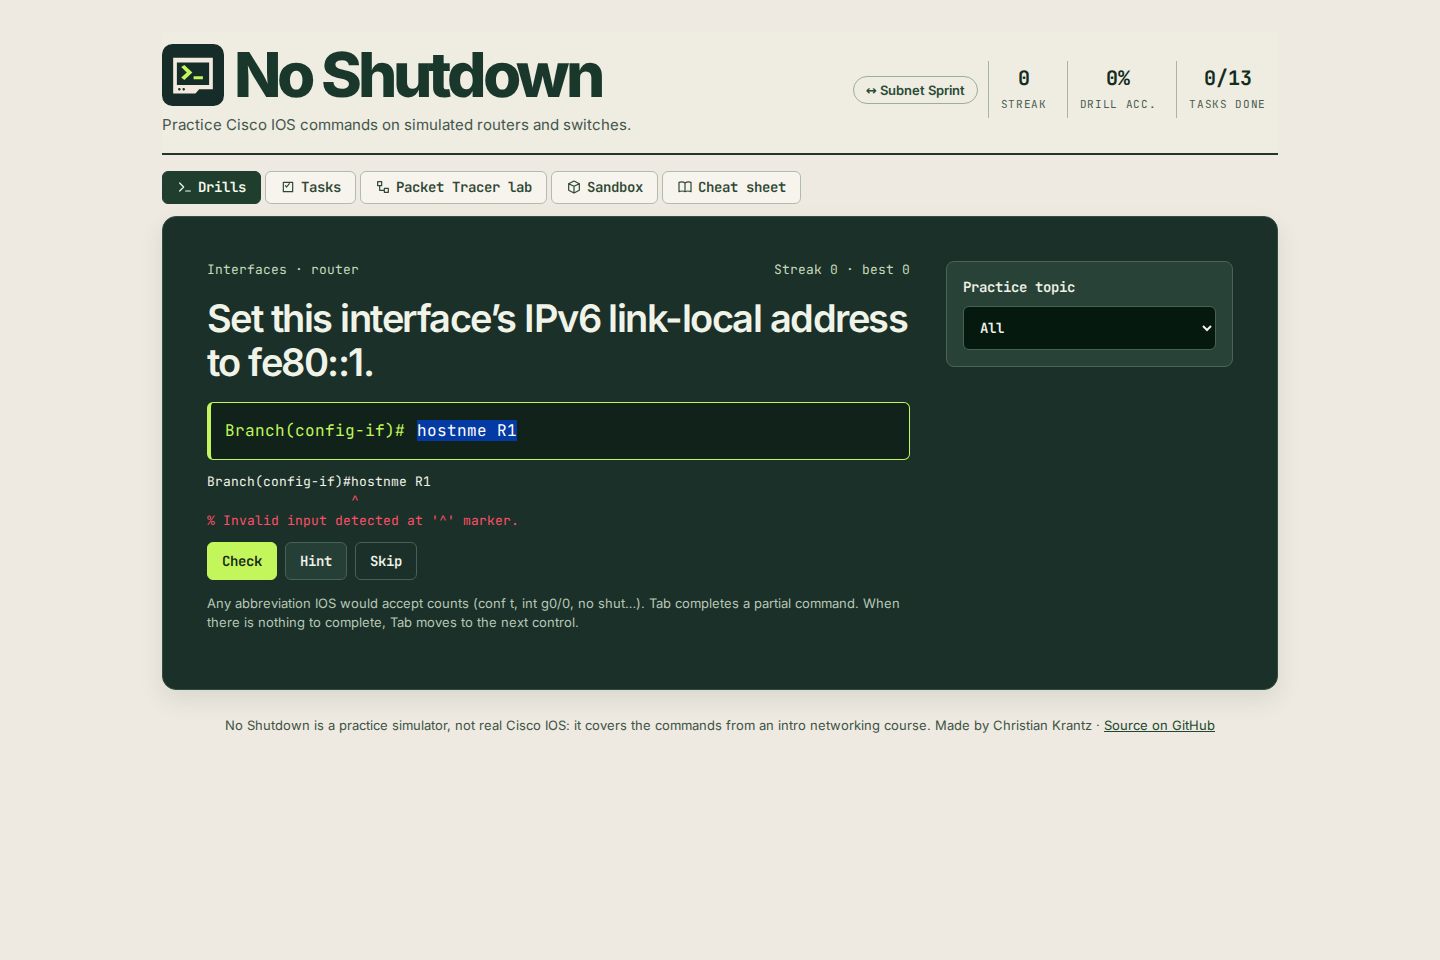 No Shutdown
Practice Cisco IOS commands on simulated routers and switches.
↔ Subnet Sprint
0
STREAK
0%
DRILL ACC.
0/13
TASKS DONE
Drills
Tasks
Packet Tracer lab
Sandbox
Cheat sheet
Interfaces · router
Streak 0 · best 0
Set this interface’s IPv6 link-local address
to fe80::1.
Branch(config-if)# hostnme R1
Branch(config-if)#hostnme R1
^
% Invalid input detected at '^' marker.
Check
Hint
Skip
Any abbreviation IOS would accept counts (conf t, int g0/0, no shut…). Tab completes a partial command. When
there is nothing to complete, Tab moves to the next control.
Practice topic
All
No Shutdown is a practice simulator, not real Cisco IOS: it covers the commands from an intro networking course. Made by Christian Krantz · Source on GitHub